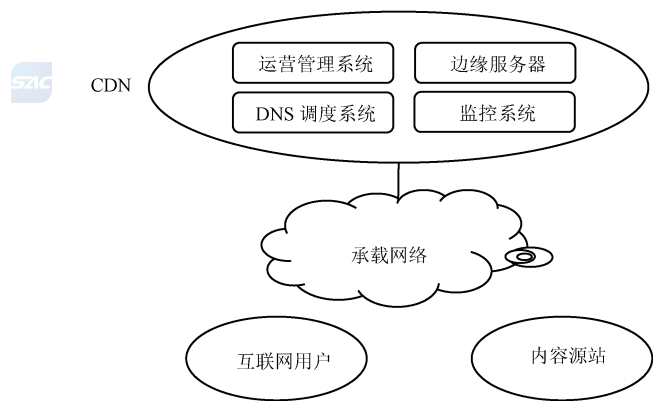 SAC
CDN
运营管理系统
边缘服务器
DNS 调度系统
监控系统
承载网络
互联网用户
内容源站